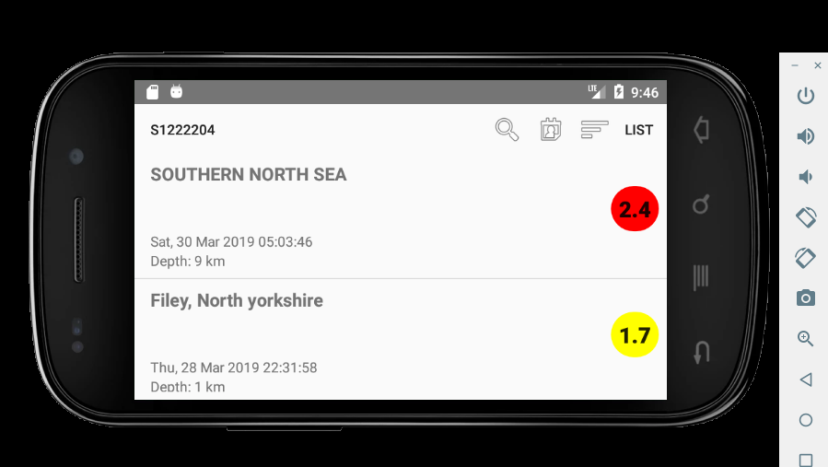 LTE 9:46
S1222204 LIST
SOUTHERN NORTH SEA
2.4
Sat, 30 Mar 2019 05:03:46
Depth: 9 km
Filey, North yorkshire
1.7
Thu, 28 Mar 2019 22:31:58
Depth: 1 km